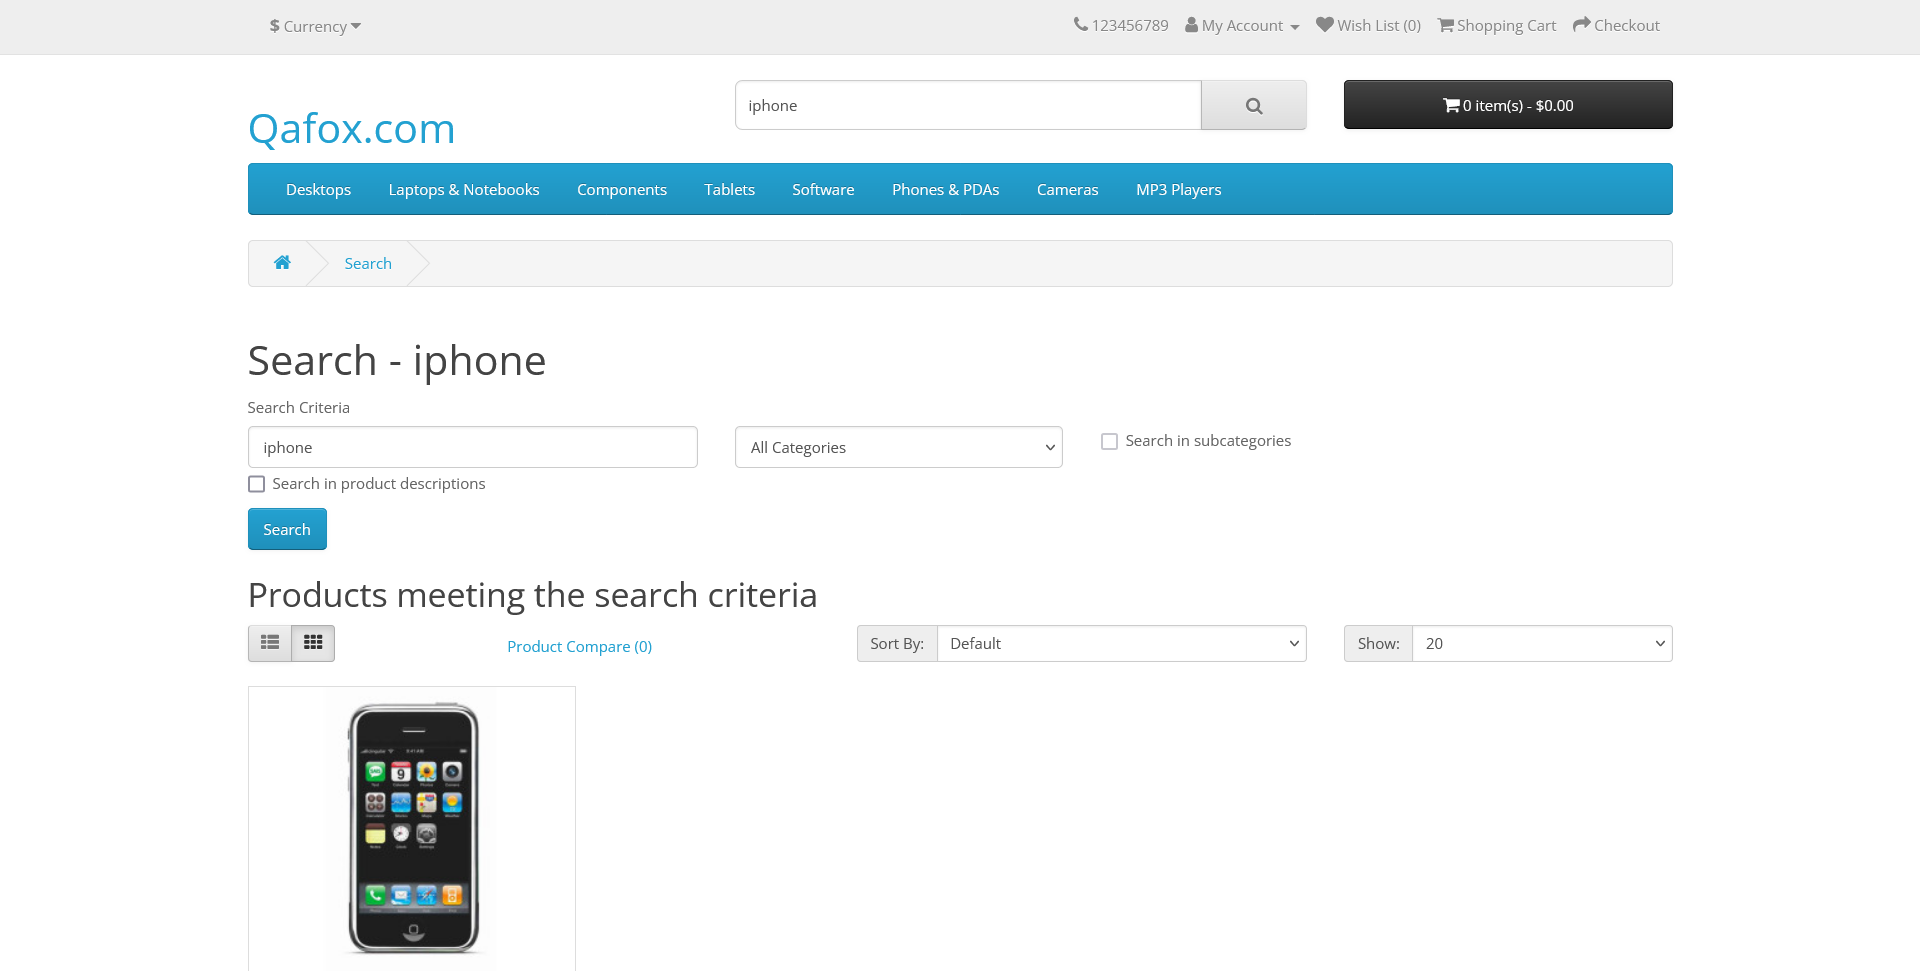 $ Currency
123456789 My Account Wish List (0) Shopping Cart Checkout
Qafox.com
iphone
0 item(s) - $0.00
Desktops Laptops & Notebooks Components Tablets Software Phones & PDAs Cameras MP3 Players
Search
Search - iphone
Search Criteria
iphone
All Categories
Search in subcategories
Search in product descriptions
Search
Products meeting the search criteria
Product Compare (0)
Sort By: Default
Show: 20
9